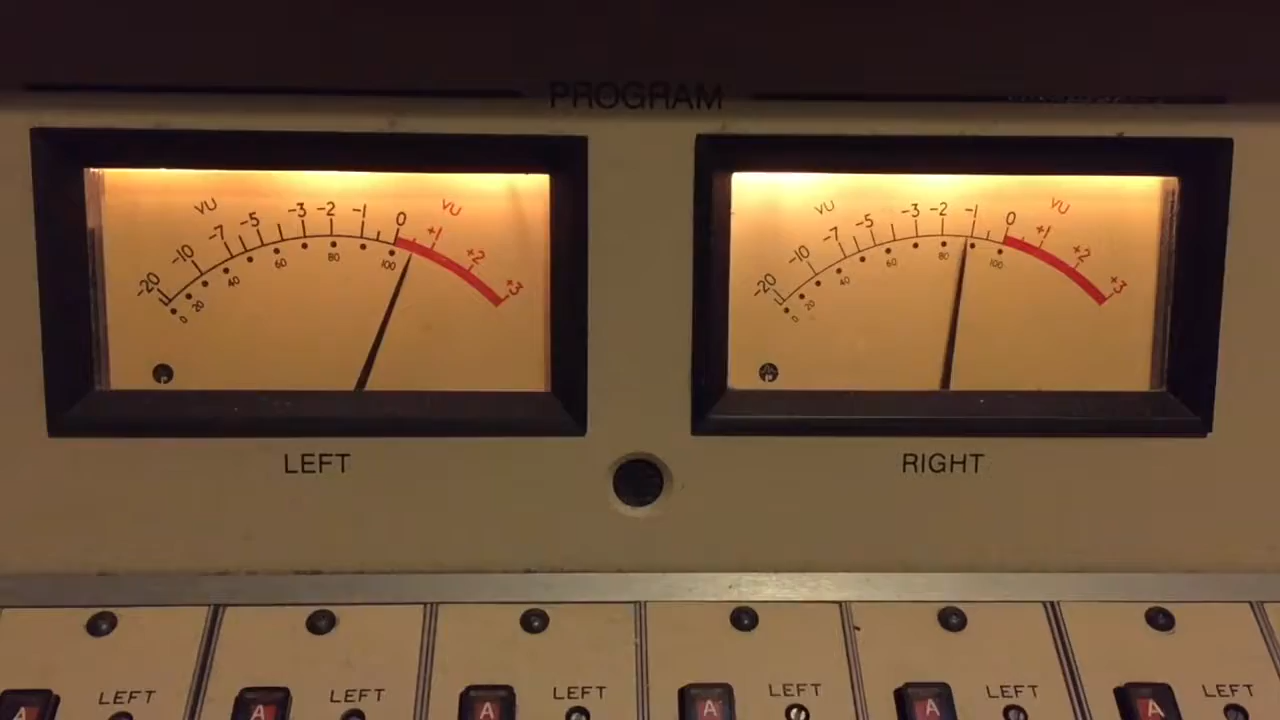 PROGRAM
VU -20 -10 -7 -5 -3 -2 -1 0 +1 +2 +3 VU
0 20 40 60 80 100
VU -20 -10 -7 -5 -3 -2 -1 0 +1 +2 +3 VU
0 20 40 60 80 100
LEFT
RIGHT
LEFT LEFT LEFT LEFT LEFT LEFT
A A A A A A